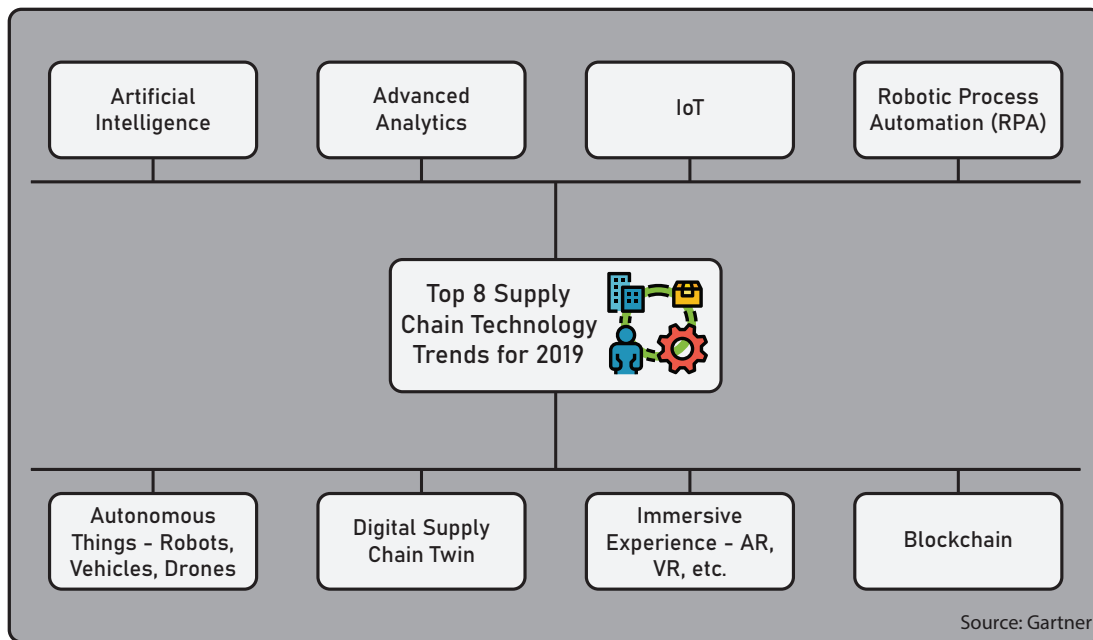 Artificial
Intelligence
Advanced
Analytics
IoT
Robotic Process
Automation (RPA)
Top 8 Supply
Chain Technology
Trends for 2019
Autonomous
Things - Robots,
Vehicles, Drones
Digital Supply
Chain Twin
Immersive
Experience - AR,
VR, etc.
Blockchain
Source: Gartner